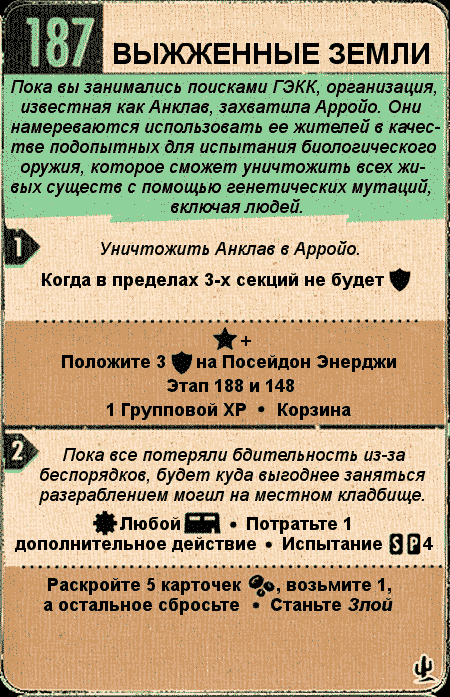 187 ВЫЖЖЕННЫЕ ЗЕМЛИ
Пока вы занимались поисками ГЭКК, организация,
известная как Анклав, захватила Арройо. Они
намереваются использовать ее жителей в качес-
тве подопытных для испытания биологического
оружия, которое сможет уничтожить всех жи-
вых существ с помощью генетических мутаций,
включая людей.
1
Уничтожить Анклав в Арройо.
Когда в пределах 3-х секций не будет
+
Положите 3 на Посейдон Энерджи
Этап 188 и 148
1 Групповой XP • Корзина
2
Пока все потеряли бдительность из-за
беспорядков, будет куда выгоднее заняться
разграблением могил на местном кладбище.
Любой • Потратьте 1
дополнительное действие • Испытание S P 4
Раскройте 5 карточек , возьмите 1,
а остальное сбросьте • Станьте Злой